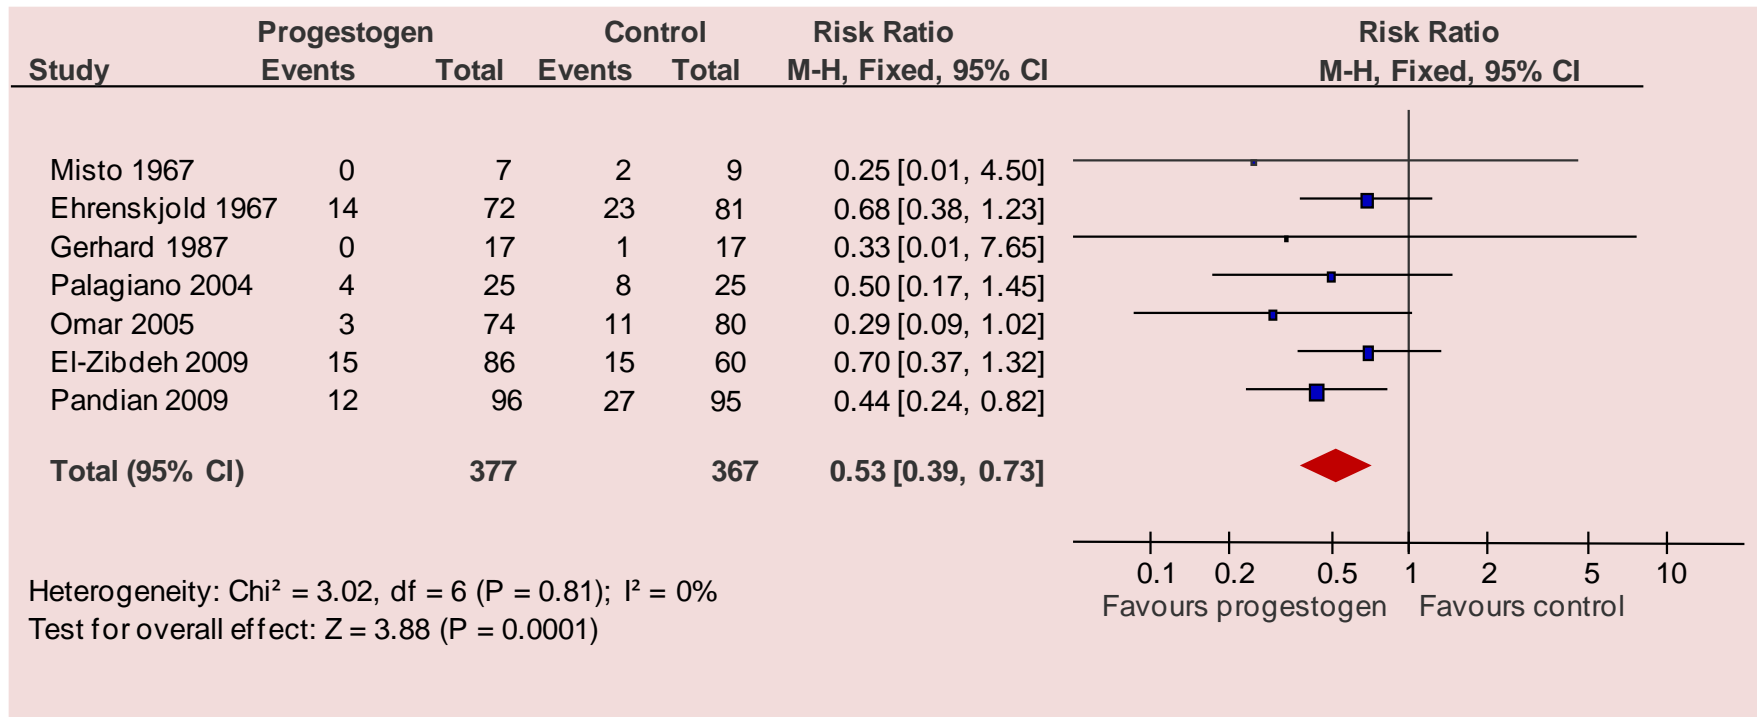 Progestogen Control Risk Ratio Risk Ratio
Study Events Total Events Total M-H, Fixed, 95% CI M-H, Fixed, 95% CI
Misto 1967 0 7 2 9 0.25 [0.01, 4.50]
Ehrenskjold 1967 14 72 23 81 0.68 [0.38, 1.23]
Gerhard 1987 0 17 1 17 0.33 [0.01, 7.65]
Palagiano 2004 4 25 8 25 0.50 [0.17, 1.45]
Omar 2005 3 74 11 80 0.29 [0.09, 1.02]
El-Zibdeh 2009 15 86 15 60 0.70 [0.37, 1.32]
Pandian 2009 12 96 27 95 0.44 [0.24, 0.82]
Total (95% CI) 377 367 0.53 [0.39, 0.73]
0.1 0.2 0.5 1 2 5 10
Favours progestogen Favours control
Heterogeneity: Chi² = 3.02, df = 6 (P = 0.81); I² = 0%
Test for overall effect: Z = 3.88 (P = 0.0001)